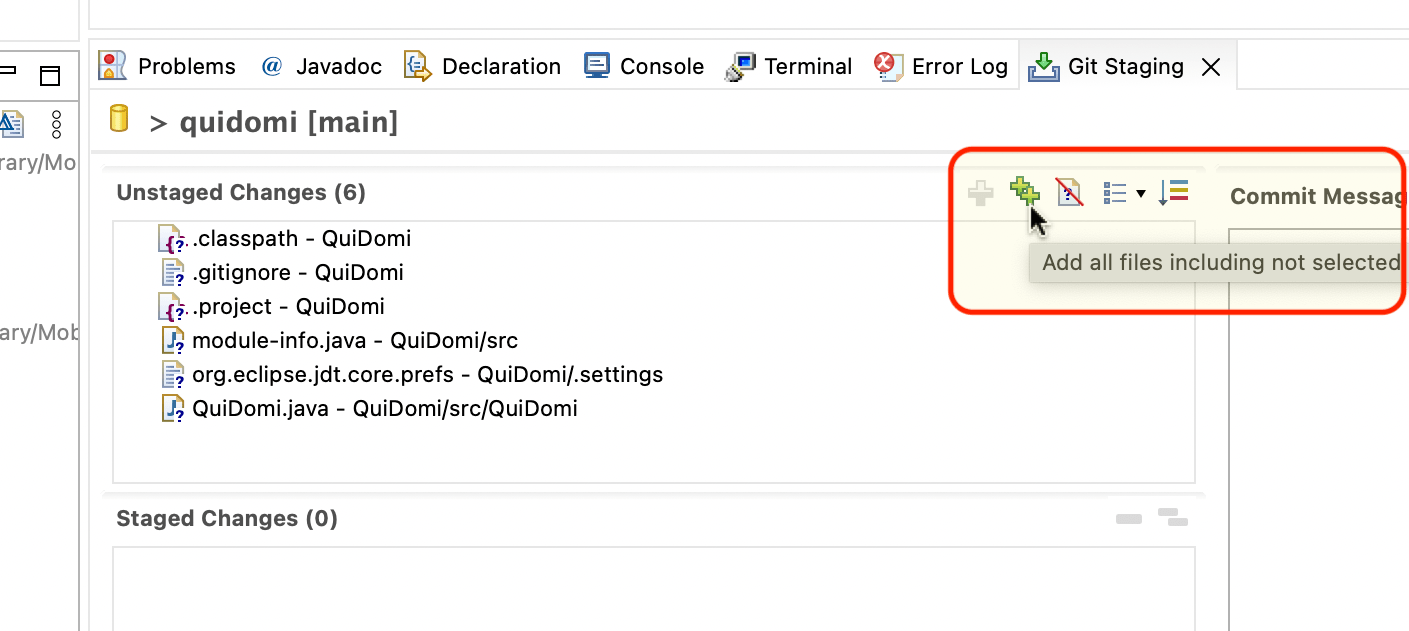 Problems @ Javadoc Declaration Console Terminal Error Log Git Staging
> quidomi [main]
rary/Mo
ary/Mob
Unstaged Changes (6)
.classpath - QuiDomi
.gitignore - QuiDomi
.project - QuiDomi
module-info.java - QuiDomi/src
org.eclipse.jdt.core.prefs - QuiDomi/.settings
QuiDomi.java - QuiDomi/src/QuiDomi
Add all files including not selected
Commit Messag
Staged Changes (0)